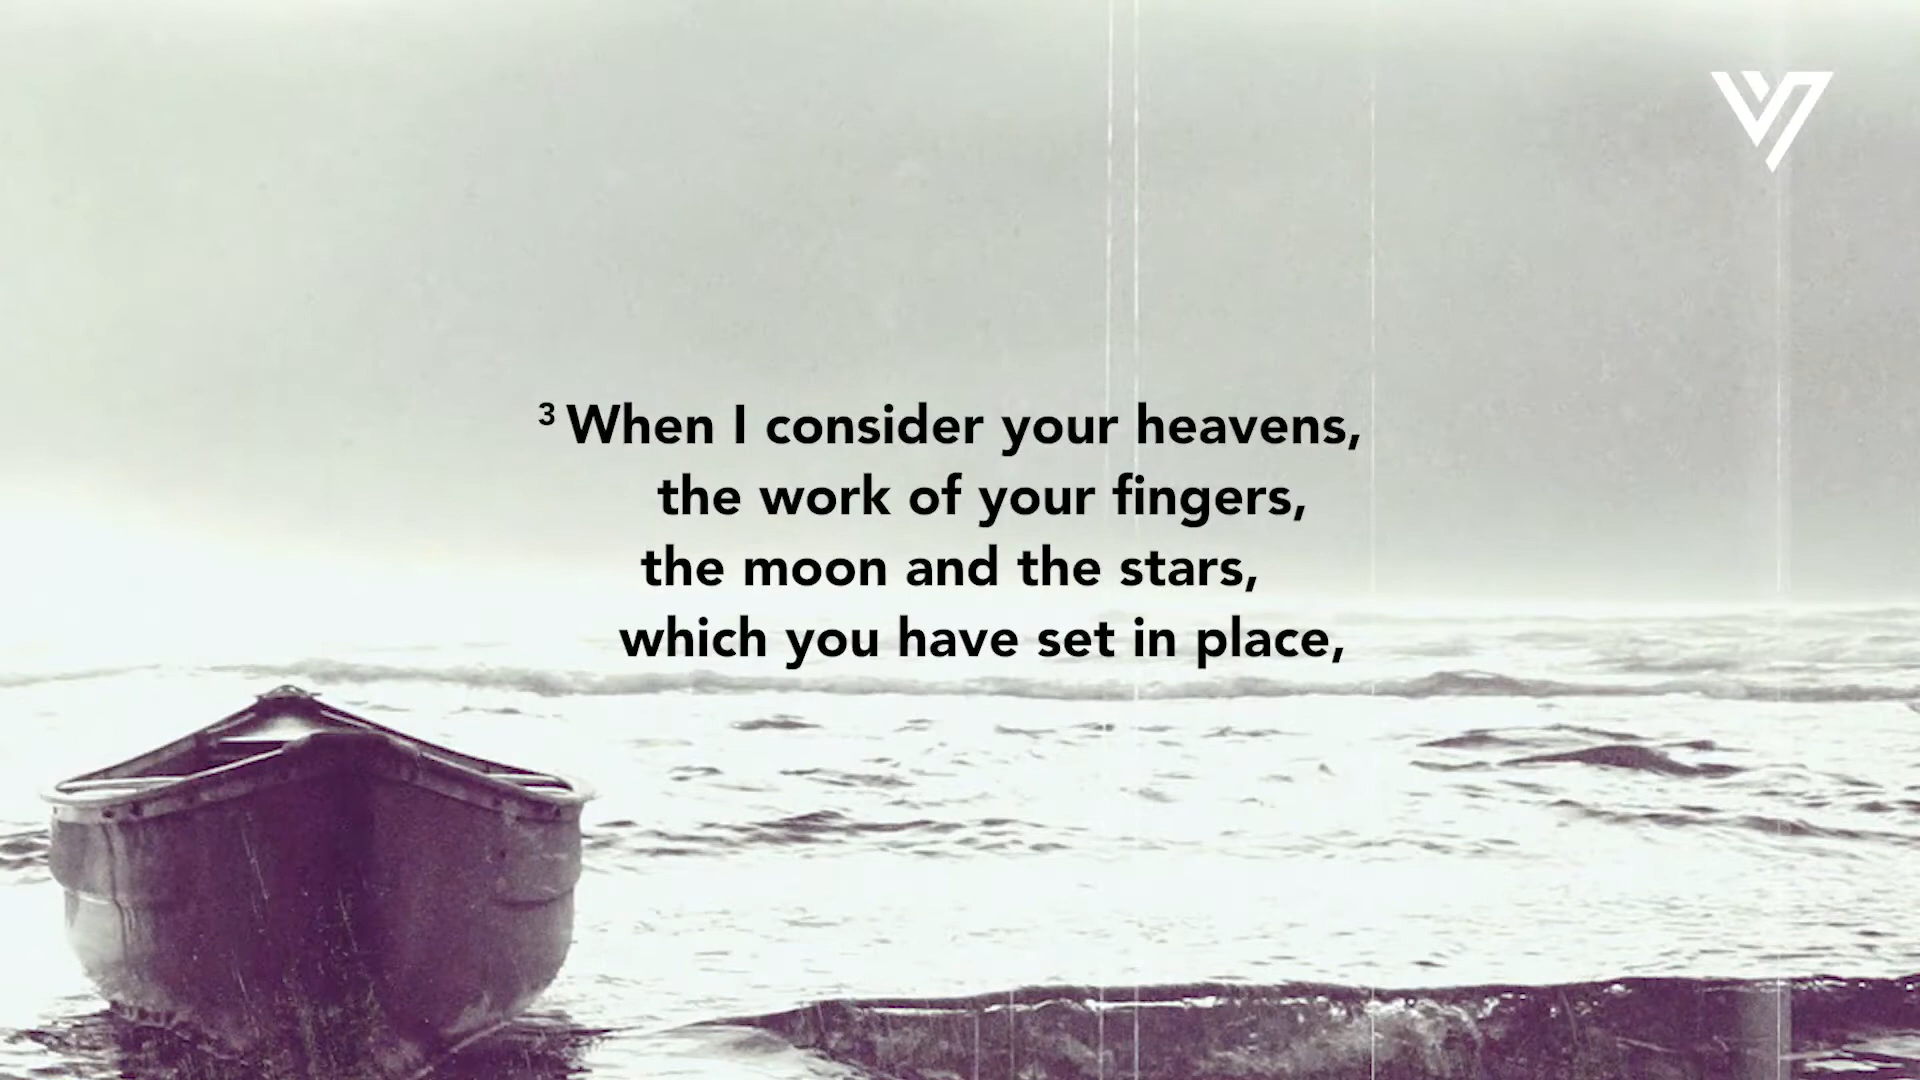 ³ When I consider your heavens,
the work of your fingers,
the moon and the stars,
which you have set in place,